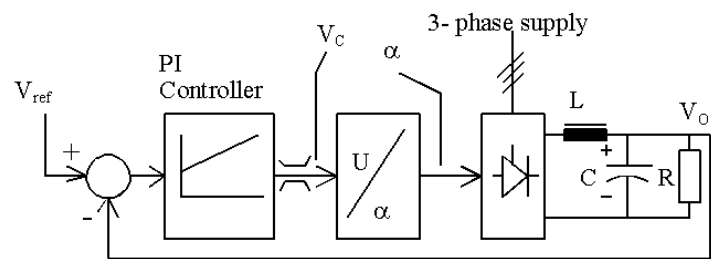 3- phase supply
V_C
α
PI
Controller
V_ref
L
V_O
+
+
U
C
R
-
-
α